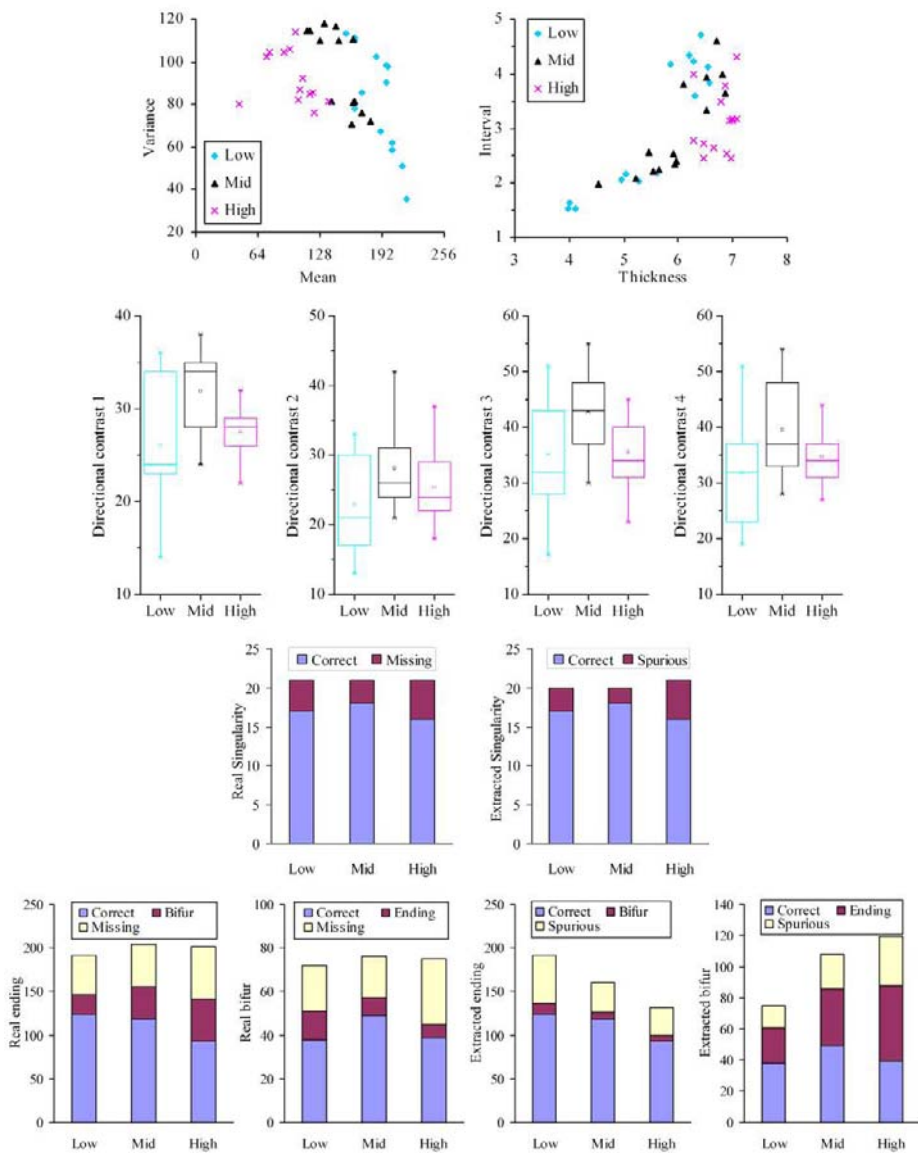 120
100
80
60
40
20
Variance
Low
Mid
High
0 64 128 192 256
Mean
5
4
3
2
1
Interval
Low
Mid
High
3 4 5 6 7 8
Thickness
40
30
20
10
Directional contrast 1
Low Mid High
50
40
30
20
10
Directional contrast 2
Low Mid High
60
50
40
30
20
10
Directional contrast 3
Low Mid High
60
50
40
30
20
10
Directional contrast 4
Low Mid High
25
20
15
10
5
0
Real Singularity
Correct Missing
Low Mid High
25
20
15
10
5
0
Extracted Singularity
Correct Spurious
Low Mid High
250
200
150
100
50
0
Real ending
Correct Bifur
Missing
Low Mid High
100
80
60
40
20
0
Real bifur
Correct Ending
Missing
Low Mid High
250
200
150
100
50
0
Extracted ending
Correct Bifur
Spurious
Low Mid High
140
120
100
80
60
40
20
0
Extracted bifur
Correct Ending
Spurious
Low Mid High